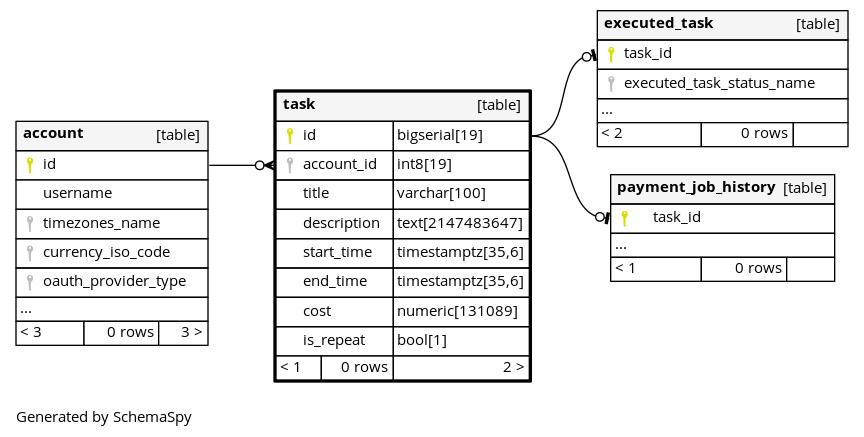 account [table]
id
username
timezones_name
currency_iso_code
oauth_provider_type
...
< 3 0 rows 3 >
task [table]
id bigserial[19]
account_id int8[19]
title varchar[100]
description text[2147483647]
start_time timestamptz[35,6]
end_time timestamptz[35,6]
cost numeric[131089]
is_repeat bool[1]
< 1 0 rows 2 >
executed_task [table]
task_id
executed_task_status_name
...
< 2 0 rows
payment_job_history [table]
task_id
...
< 1 0 rows
Generated by SchemaSpy